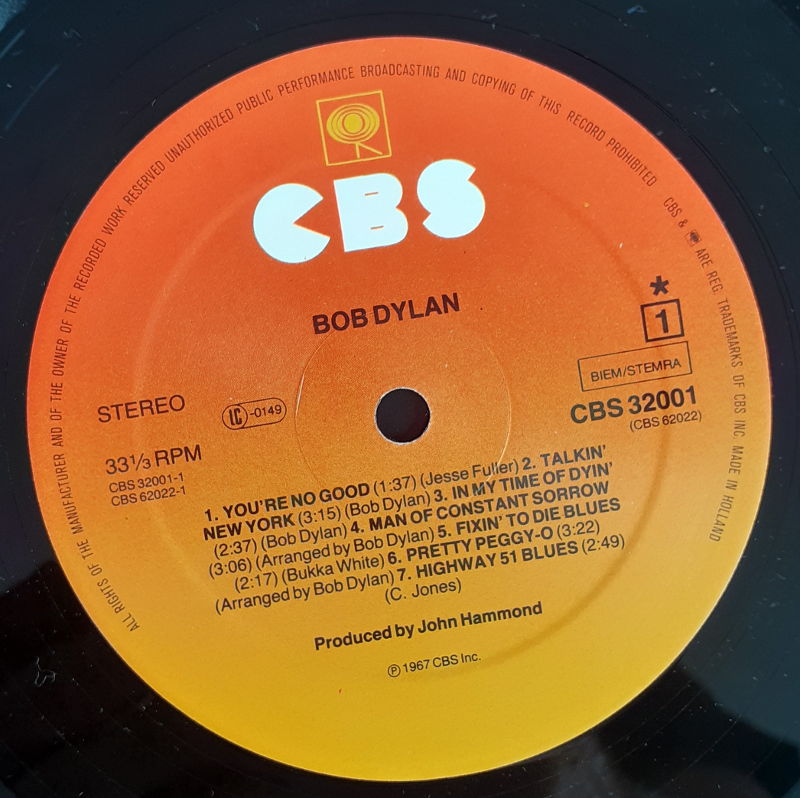 ALL RIGHTS OF THE MANUFACTURER AND OF THE OWNER OF THE RECORDED WORK RESERVED UNAUTHORIZED PUBLIC PERFORMANCE BROADCASTING AND COPYING OF THIS RECORD PROHIBITED CBS & ARE REG. TRADEMARKS OF CBS INC. MADE IN HOLLAND
CBS
BOB DYLAN
*
1
BIEM/STEMRA
CBS 32001
(CBS 62022)
STEREO
LC-0149
33⅓ RPM
CBS 32001-1
CBS 62022-1
1. YOU'RE NO GOOD (1:37) (Jesse Fuller) 2. TALKIN'
NEW YORK (3:15) (Bob Dylan) 3. IN MY TIME OF DYIN'
(2:37) (Bob Dylan) 4. MAN OF CONSTANT SORROW
(3:06) (Arranged by Bob Dylan) 5. FIXIN' TO DIE BLUES
(2:17) (Bukka White) 6. PRETTY PEGGY-O (3:22)
(Arranged by Bob Dylan) 7. HIGHWAY 51 BLUES (2:49)
(C. Jones)
Produced by John Hammond
Ⓟ 1967 CBS Inc.